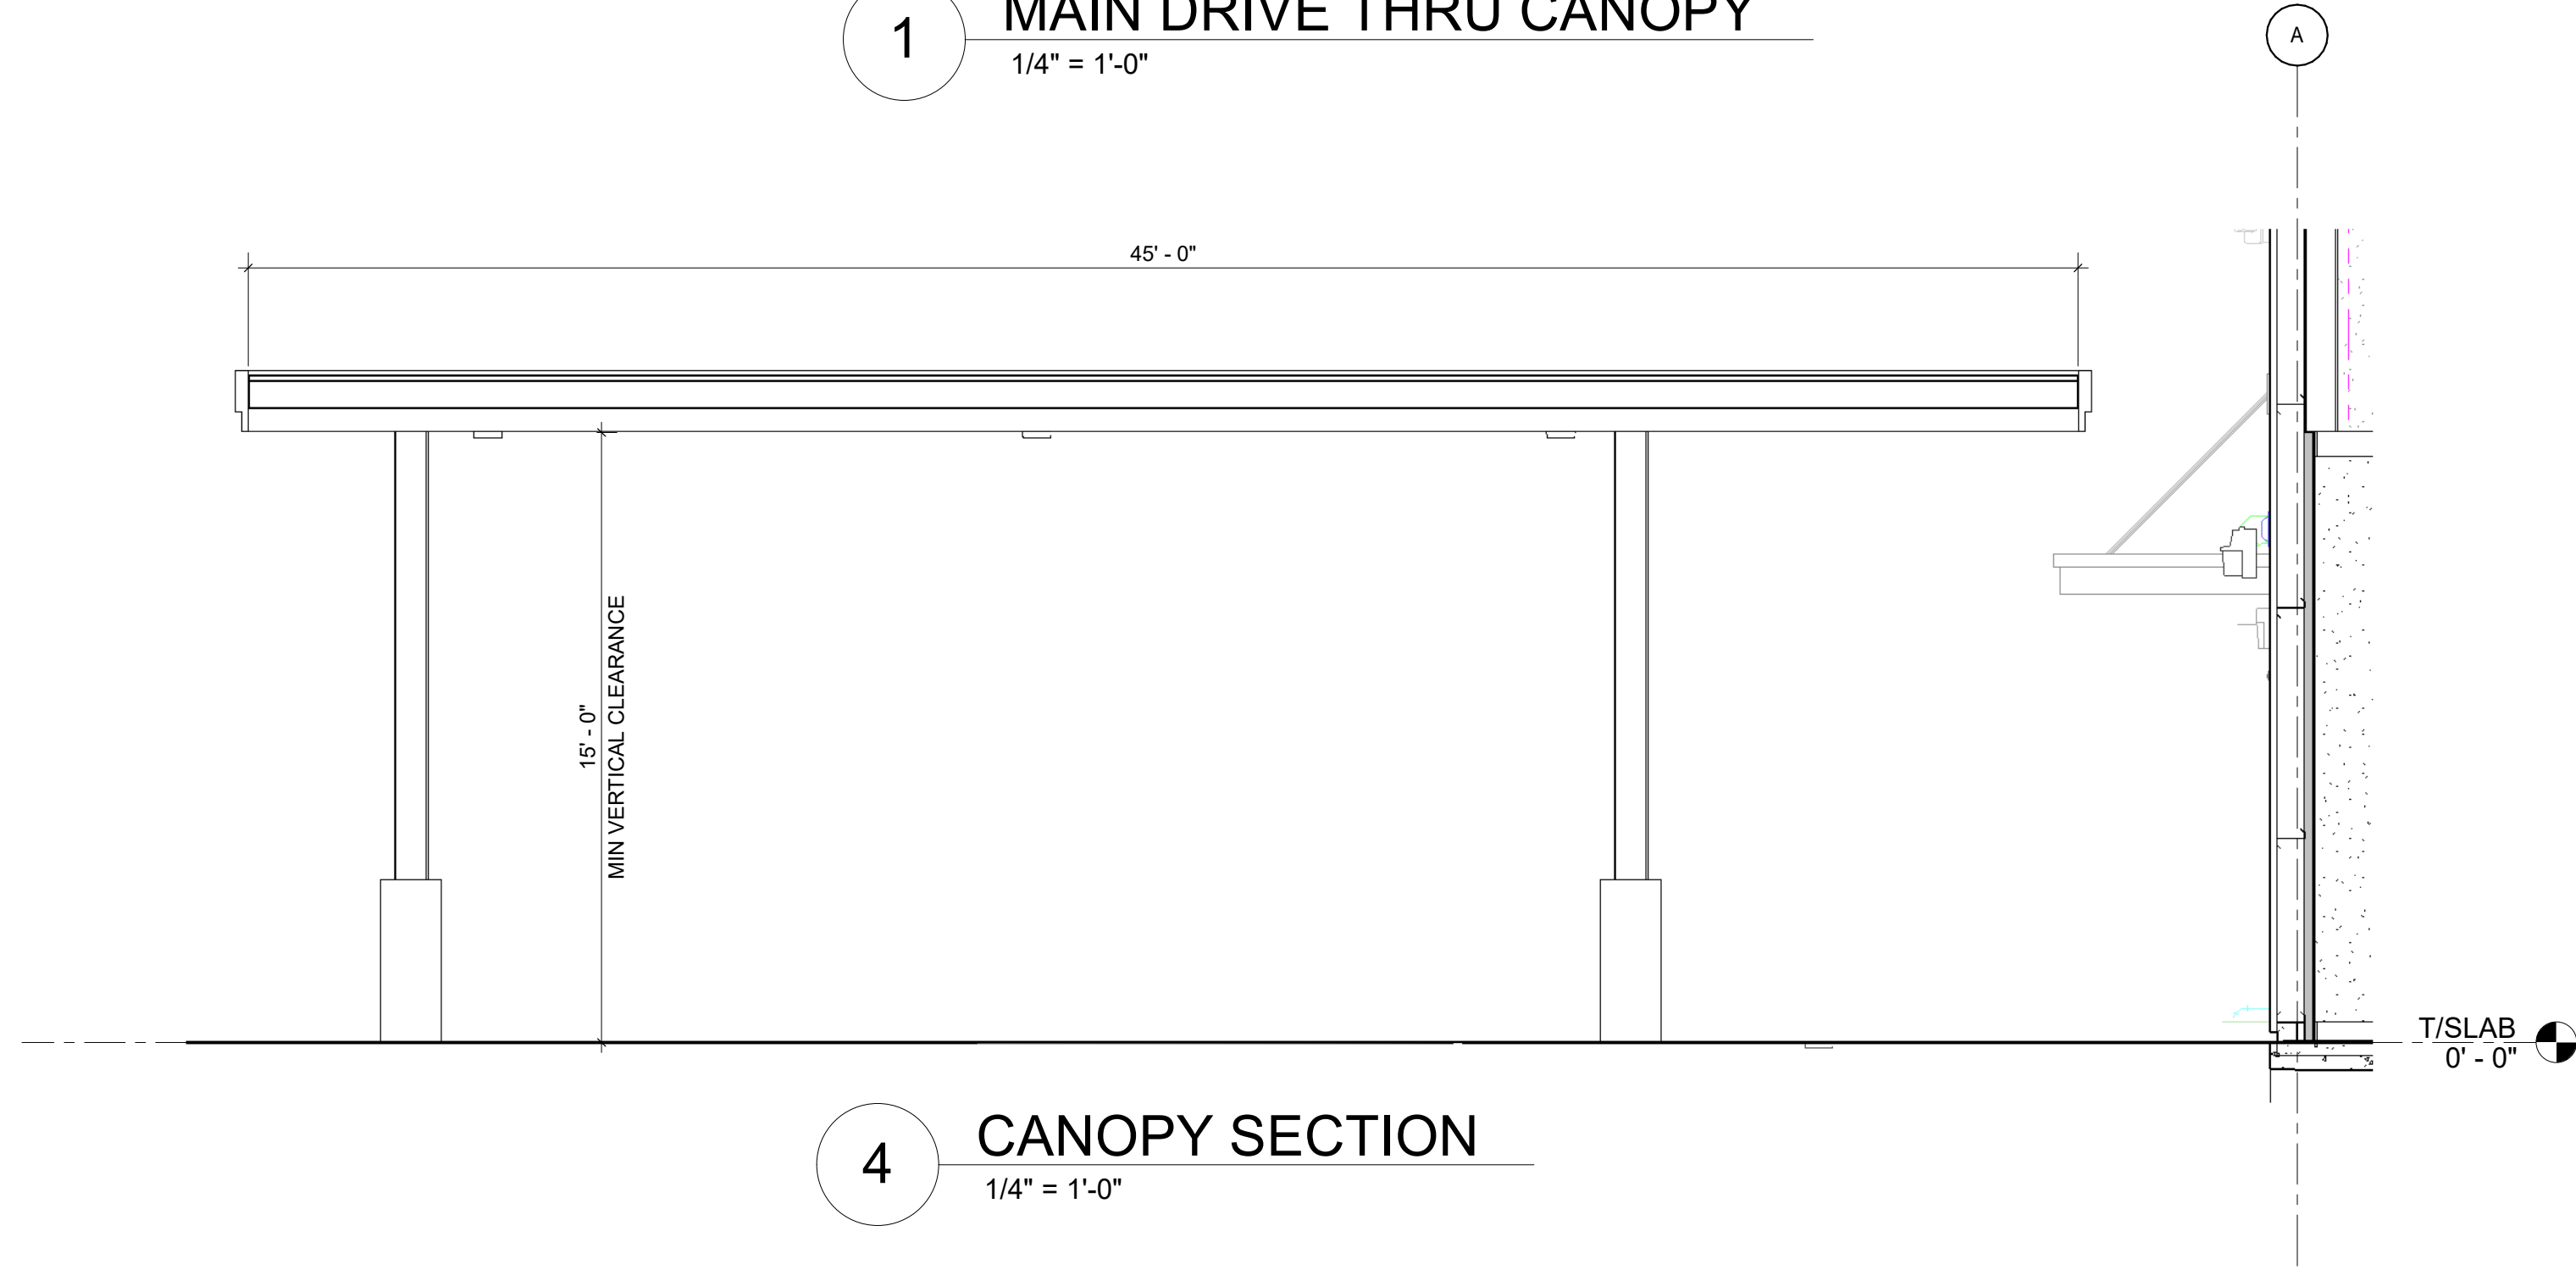 1
MAIN DRIVE THRU CANOPY
1/4" = 1'-0"
A
45' - 0"
15' - 0"
MIN VERTICAL CLEARANCE
T/SLAB
0' - 0"
4
CANOPY SECTION
1/4" = 1'-0"